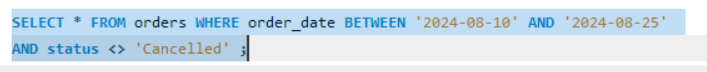 SELECT * FROM orders WHERE order_date BETWEEN '2024-08-10' AND '2024-08-25'
AND status <> 'Cancelled' ;